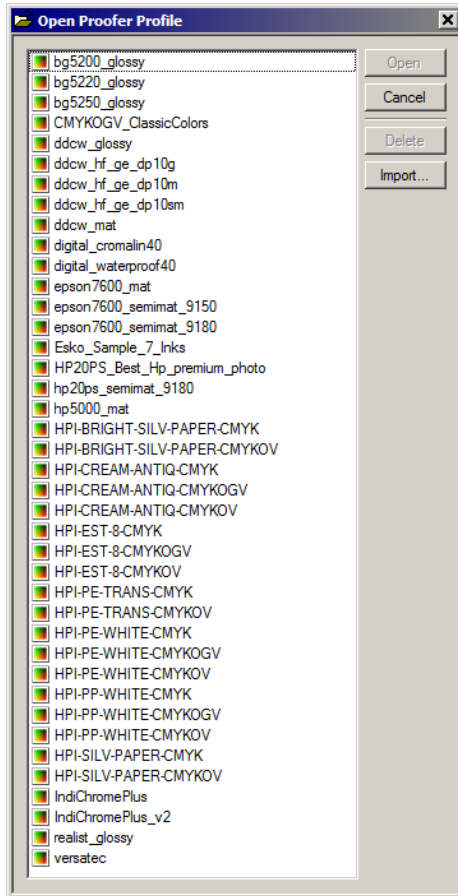 Open Proofer Profile
bg5200_glossy
bg5220_glossy
bg5250_glossy
CMYKOGV_ClassicColors
ddcw_glossy
ddcw_hf_ge_dp10g
ddcw_hf_ge_dp10m
ddcw_hf_ge_dp10sm
ddcw_mat
digital_cromalin40
digital_waterproof40
epson7600_mat
epson7600_semimat_9150
epson7600_semimat_9180
Esko_Sample_7_Inks
HP20PS_Best_Hp_premium_photo
hp20ps_semimat_9180
hp5000_mat
HPI-BRIGHT-SILV-PAPER-CMYK
HPI-BRIGHT-SILV-PAPER-CMYKOV
HPI-CREAM-ANTIQ-CMYK
HPI-CREAM-ANTIQ-CMYKOGV
HPI-CREAM-ANTIQ-CMYKOV
HPI-EST-8-CMYK
HPI-EST-8-CMYKOGV
HPI-EST-8-CMYKOV
HPI-PE-TRANS-CMYK
HPI-PE-TRANS-CMYKOV
HPI-PE-WHITE-CMYK
HPI-PE-WHITE-CMYKOGV
HPI-PE-WHITE-CMYKOV
HPI-PP-WHITE-CMYK
HPI-PP-WHITE-CMYKOGV
HPI-PP-WHITE-CMYKOV
HPI-SILV-PAPER-CMYK
HPI-SILV-PAPER-CMYKOV
IndiChromePlus
IndiChromePlus_v2
realist_glossy
versatec
Open
Cancel
Delete
Import...